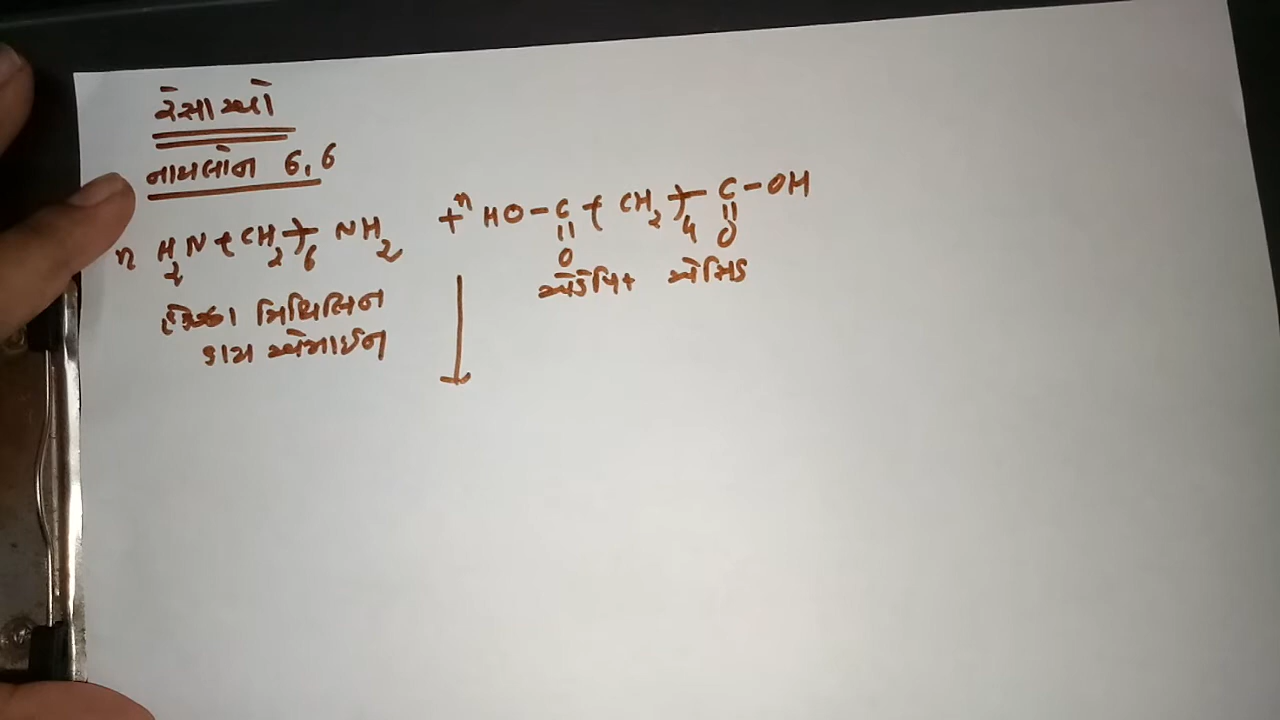 રેસાઓ
નાયલોન 6,6
n H₂N-(CH₂)₆-NH₂ + n HO-C-(CH₂)₄-C-OH
|| ||
O O
હેક્ઝા મિથિલિન એડિપિક એસિડ
ડાય એમાઈન